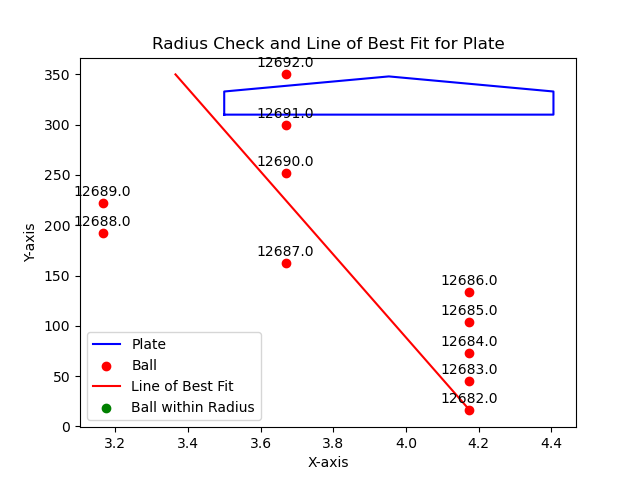 Radius Check and Line of Best Fit for Plate
350
300
250
200
150
100
50
0
Y-axis
12692.0
12691.0
12690.0
12689.0
12688.0
12687.0
12686.0
12685.0
12684.0
12683.0
12682.0
Plate
Ball
Line of Best Fit
Ball within Radius
3.2 3.4 3.6 3.8 4.0 4.2 4.4
X-axis